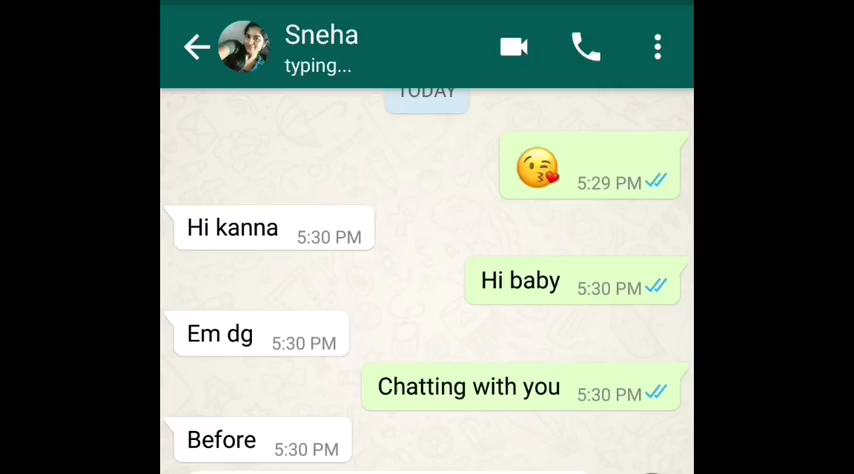 Sneha
typing...
TODAY
5:29 PM
Hi kanna 5:30 PM
Hi baby 5:30 PM
Em dg 5:30 PM
Chatting with you 5:30 PM
Before 5:30 PM